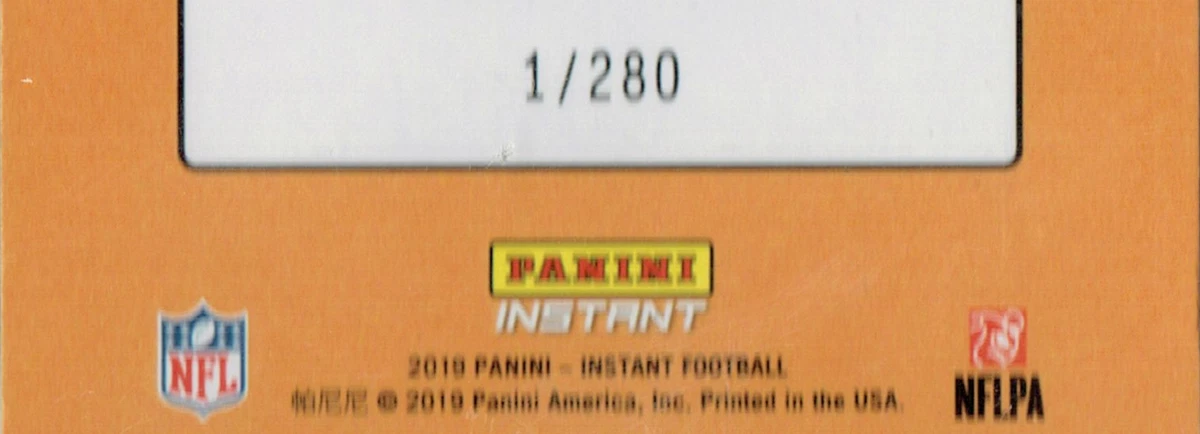 1/280
PANINI
INSTANT
NFL
2019 PANINI – INSTANT FOOTBALL
帕尼尼 © 2019 Panini America, Inc. Printed in the USA.
NFLPA